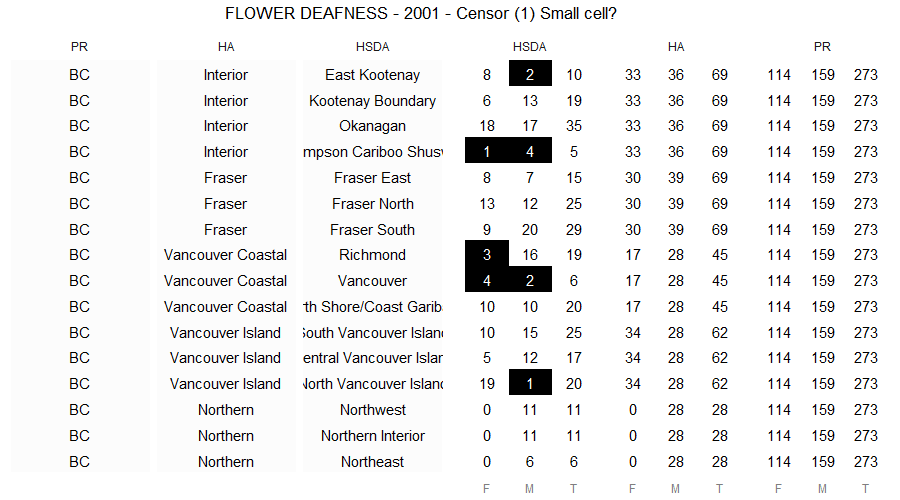 FLOWER DEAFNESS - 2001 - Censor (1) Small cell?
PR HA HSDA HSDA HA PR
BC Interior East Kootenay 8 2 10 33 36 69 114 159 273
BC Interior Kootenay Boundary 6 13 19 33 36 69 114 159 273
BC Interior Okanagan 18 17 35 33 36 69 114 159 273
BC Interior mpson Cariboo Shusv 1 4 5 33 36 69 114 159 273
BC Fraser Fraser East 8 7 15 30 39 69 114 159 273
BC Fraser Fraser North 13 12 25 30 39 69 114 159 273
BC Fraser Fraser South 9 20 29 30 39 69 114 159 273
BC Vancouver Coastal Richmond 3 16 19 17 28 45 114 159 273
BC Vancouver Coastal Vancouver 4 2 6 17 28 45 114 159 273
BC Vancouver Coastal rth Shore/Coast Garib 10 10 20 17 28 45 114 159 273
BC Vancouver Island South Vancouver Island 10 15 25 34 28 62 114 159 273
BC Vancouver Island entral Vancouver Islan 5 12 17 34 28 62 114 159 273
BC Vancouver Island North Vancouver Island 19 1 20 34 28 62 114 159 273
BC Northern Northwest 0 11 11 0 28 28 114 159 273
BC Northern Northern Interior 0 11 11 0 28 28 114 159 273
BC Northern Northeast 0 6 6 0 28 28 114 159 273
F M T F M T F M T